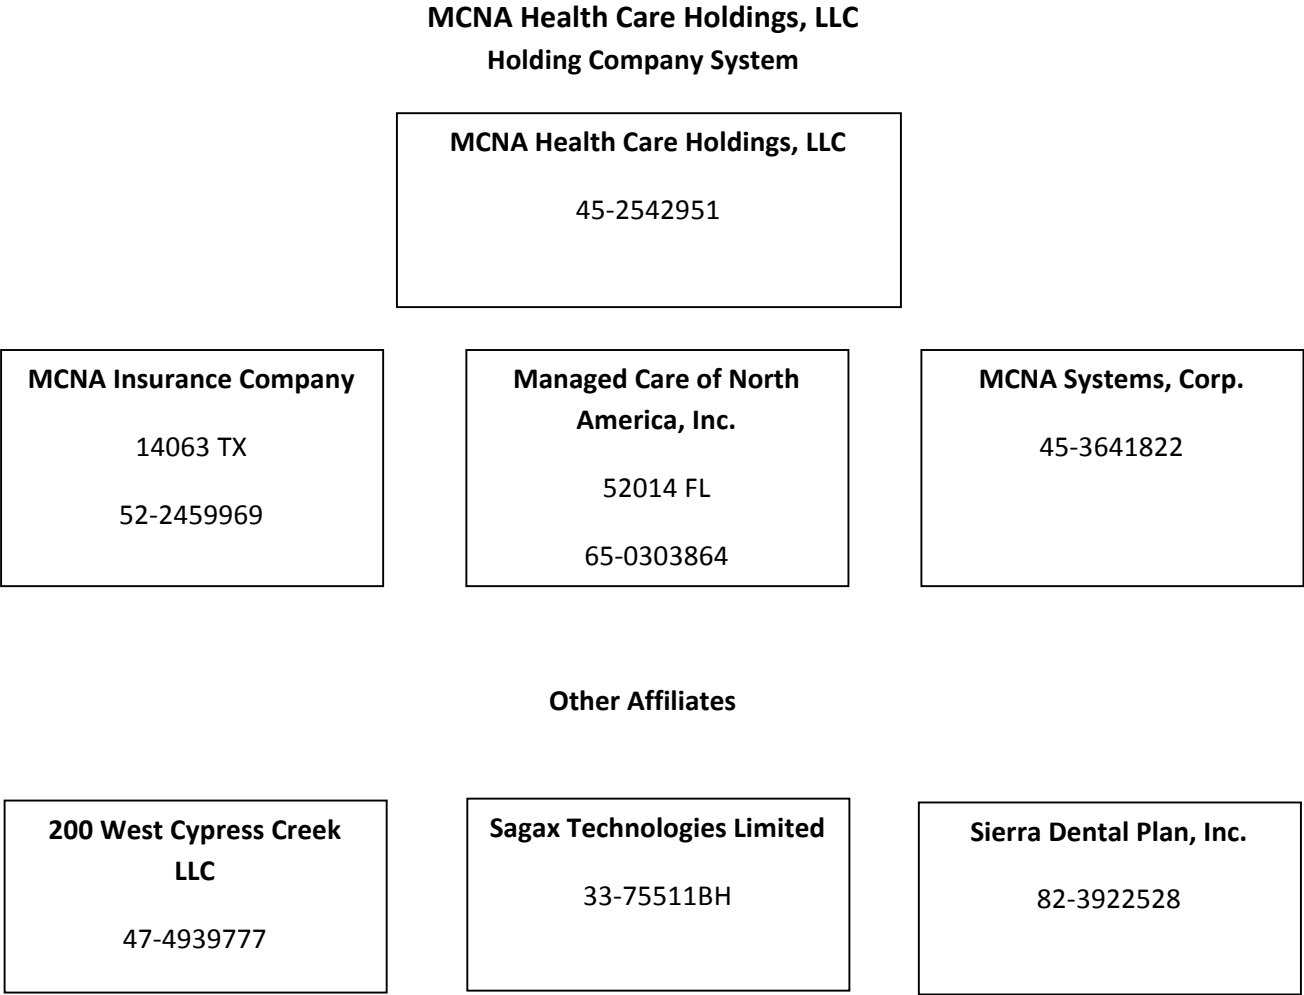 MCNA Health Care Holdings, LLC
Holding Company System
MCNA Health Care Holdings, LLC
45-2542951
MCNA Insurance Company
14063 TX
52-2459969
Managed Care of North
America, Inc.
52014 FL
65-0303864
MCNA Systems, Corp.
45-3641822
Other Affiliates
200 West Cypress Creek
LLC
47-4939777
Sagax Technologies Limited
33-75511BH
Sierra Dental Plan, Inc.
82-3922528